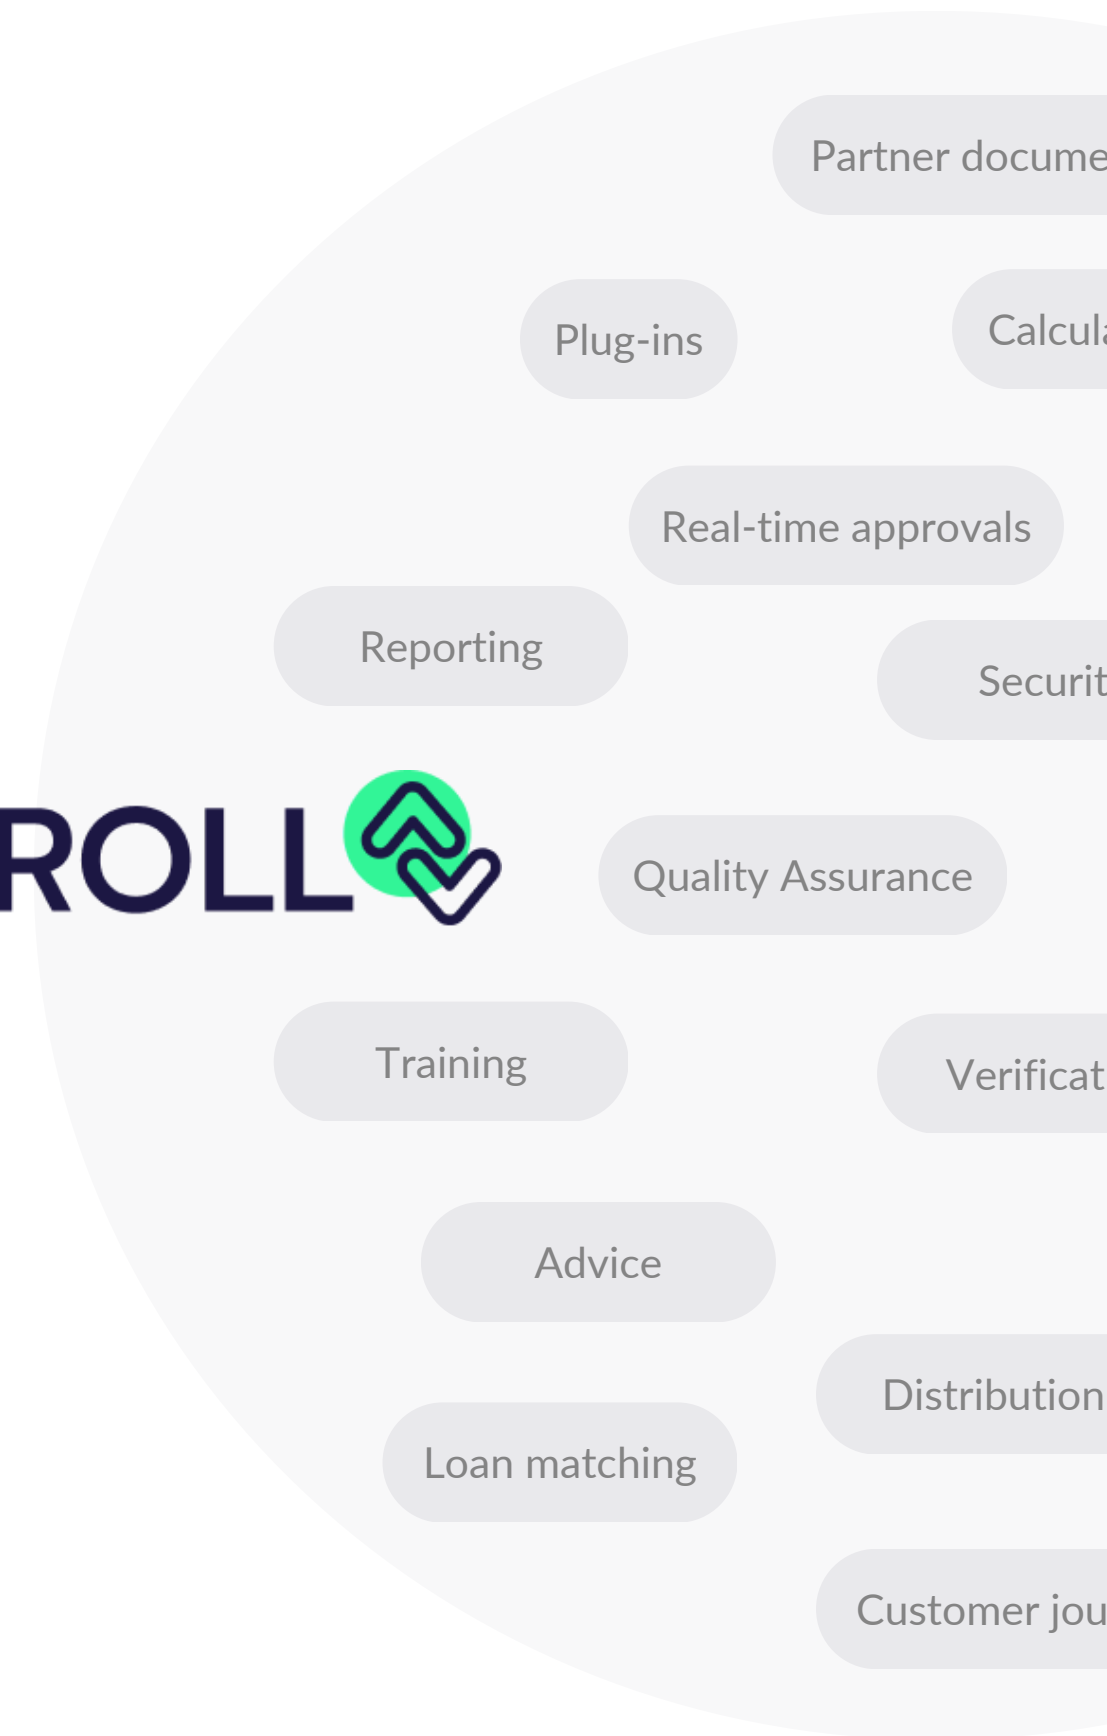 Partner docume
Plug-ins
Calcula
Real-time approvals
Reporting
Securit
ROLL
Quality Assurance
Training
Verificat
Advice
Distribution
Loan matching
Customer jou